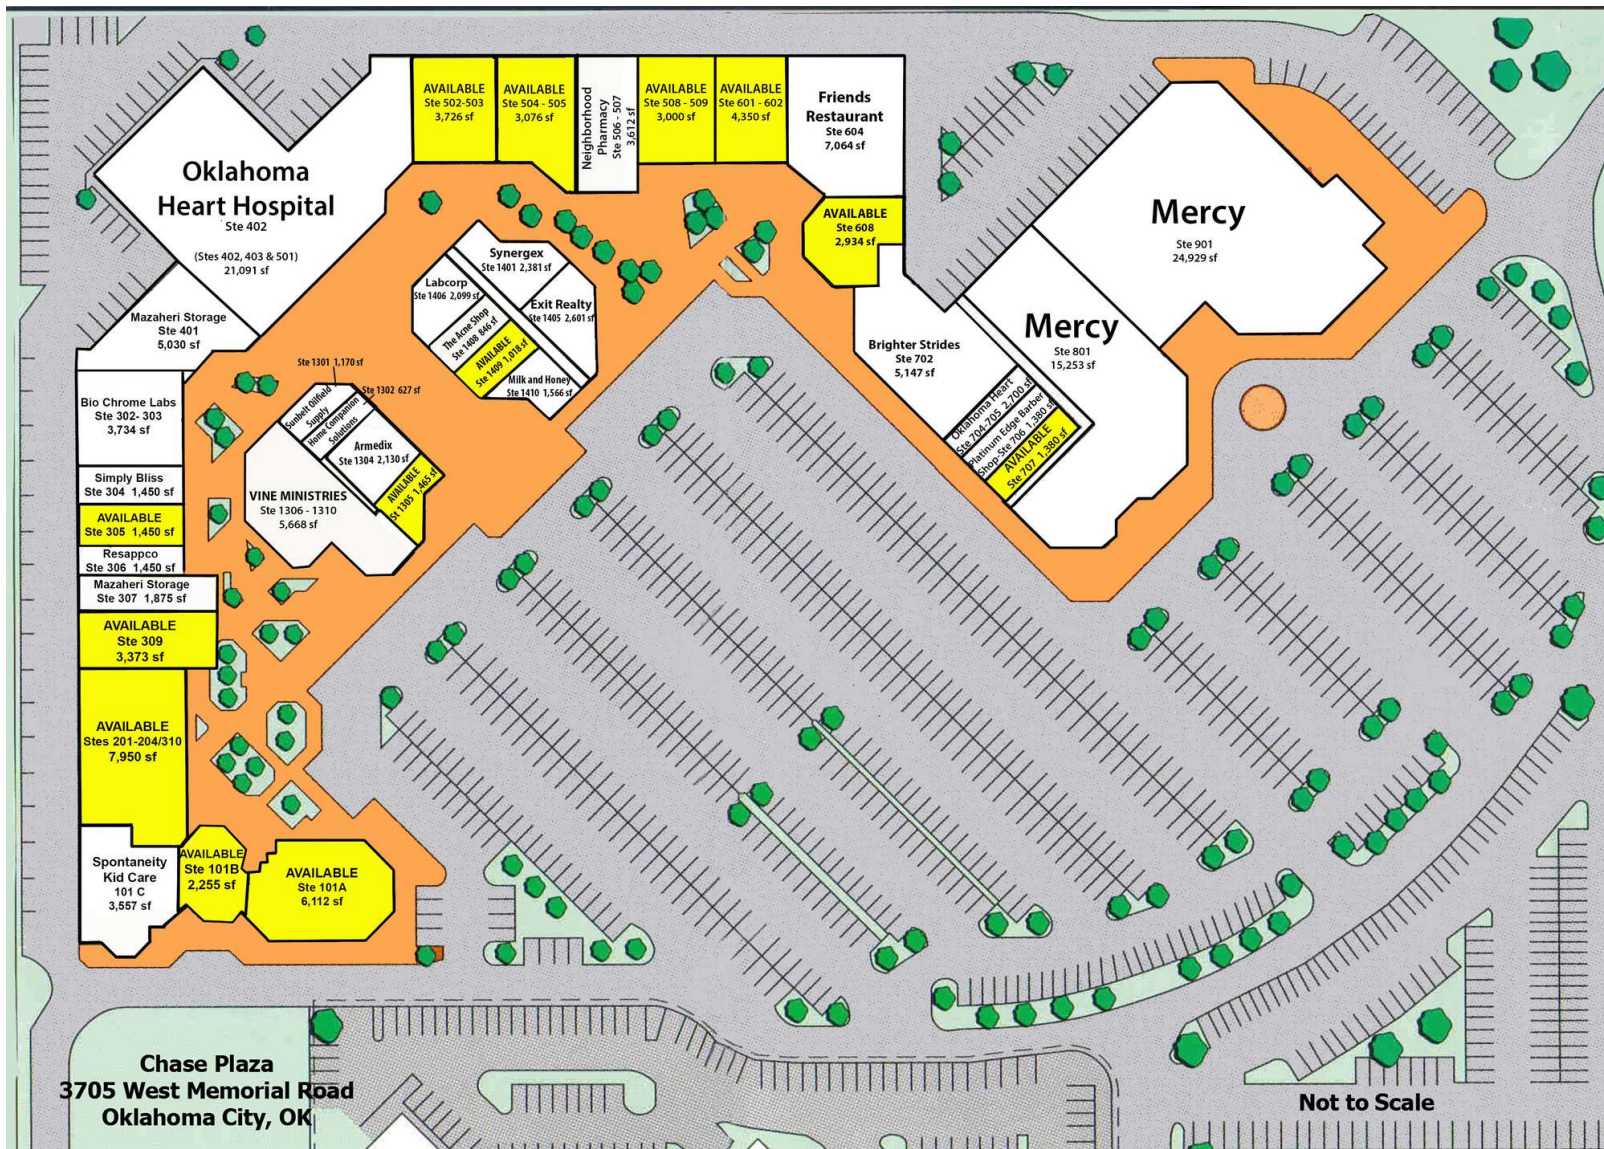 AVAILABLE
Ste 502-503
3,726 sf
AVAILABLE
Ste 504 - 505
3,076 sf
Neighborhood
Pharmacy
Ste 506 - 507
3,612 sf
AVAILABLE
Ste 508 - 509
3,000 sf
AVAILABLE
Ste 601 - 602
4,350 sf
Friends
Restaurant
Ste 604
7,064 sf
Oklahoma
Heart Hospital
Ste 402
(Stes 402, 403 & 501)
21,091 sf
AVAILABLE
Ste 608
2,934 sf
Mercy
Ste 901
24,929 sf
Mazaheri Storage
Ste 401
5,030 sf
Synergex
Ste 1401 2,381 sf
Labcorp
Ste 1406 2,099 sf
Exit Realty
Ste 1405 2,601 sf
The Acne Shop
Ste 1408 846 sf
AVAILABLE
Ste 1409 1,018 sf
Milk and Honey
Ste 1410 1,566 sf
Mercy
Ste 801
15,253 sf
Brighter Strides
Ste 702
5,147 sf
Oklahoma Heart
Ste 704-705 2,700 sf
Platinum Edge Barber
Shop-Ste 706 1,380 sf
AVAILABLE
Ste 707 1,380 sf
Ste 1301 1,170 sf
Ste 1302 627 sf
Sunbelt Oilfield
Supply
Home Companion
Solutions
Armedix
Ste 1304 2,130 sf
AVAILABLE
St 1305 1,465 sf
VINE MINISTRIES
Ste 1306 - 1310
5,668 sf
Bio Chrome Labs
Ste 302- 303
3,734 sf
Simply Bliss
Ste 304 1,450 sf
AVAILABLE
Ste 305 1,450 sf
Resappco
Ste 306 1,450 sf
Mazaheri Storage
Ste 307 1,875 sf
AVAILABLE
Ste 309
3,373 sf
AVAILABLE
Stes 201-204/310
7,950 sf
Spontaneity
Kid Care
101 C
3,557 sf
AVAILABLE
Ste 101B
2,255 sf
AVAILABLE
Ste 101A
6,112 sf
Chase Plaza
3705 West Memorial Road
Oklahoma City, OK
Not to Scale